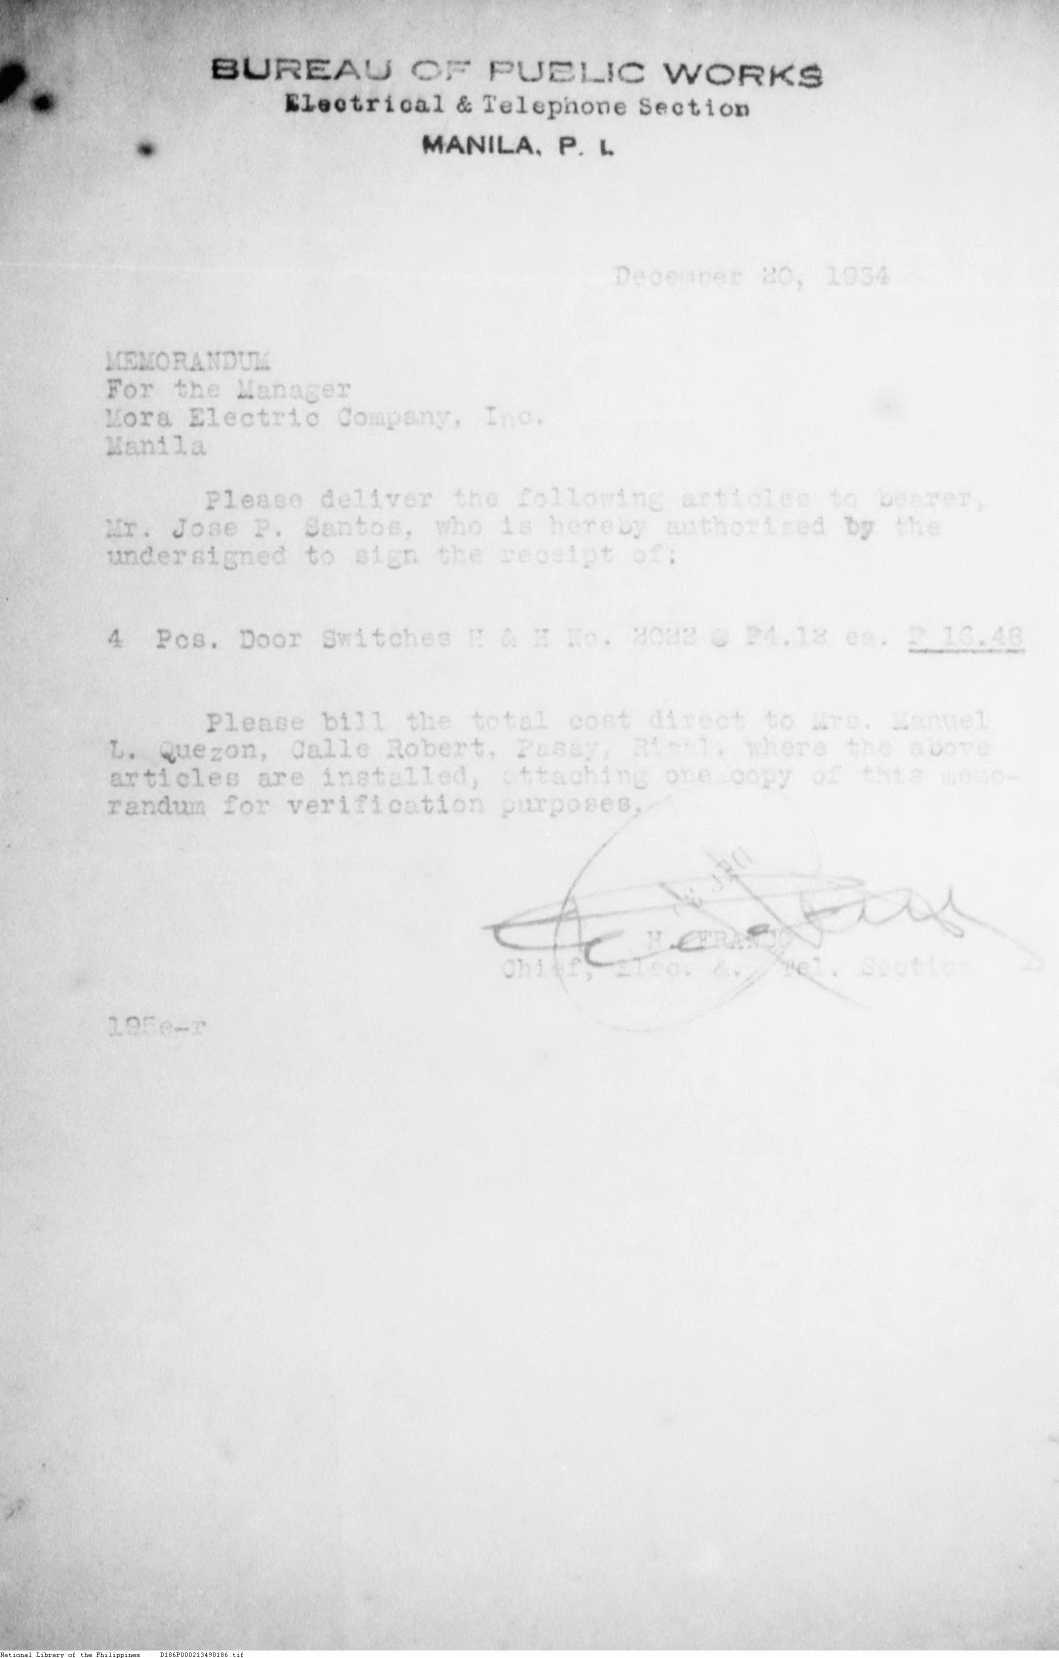 BUREAU OF PUBLIC WORKS
Electrical & Telephone Section
MANILA, P. I.
December 20, 1934
MEMORANDUM
For the Manager
Mora Electric Company, Inc.
Manila
Please deliver the following articles to bearer,
Mr. Jose P. Santos, who is hereby authorized by the
undersigned to sign the receipt of:
4 Pcs. Door Switches H & H No. 2022 @ P4.12 ea. P 16.48
Please bill the total cost direct to Mrs. Manuel
L. Quezon, Calle Robert, Pasay, Rizal, where the above
articles are installed, attaching one copy of this memo-
randum for verification purposes.
Chief, Elec. & Tel. Section
195e-r
National Library of the Philippines D186P000213498186.tif